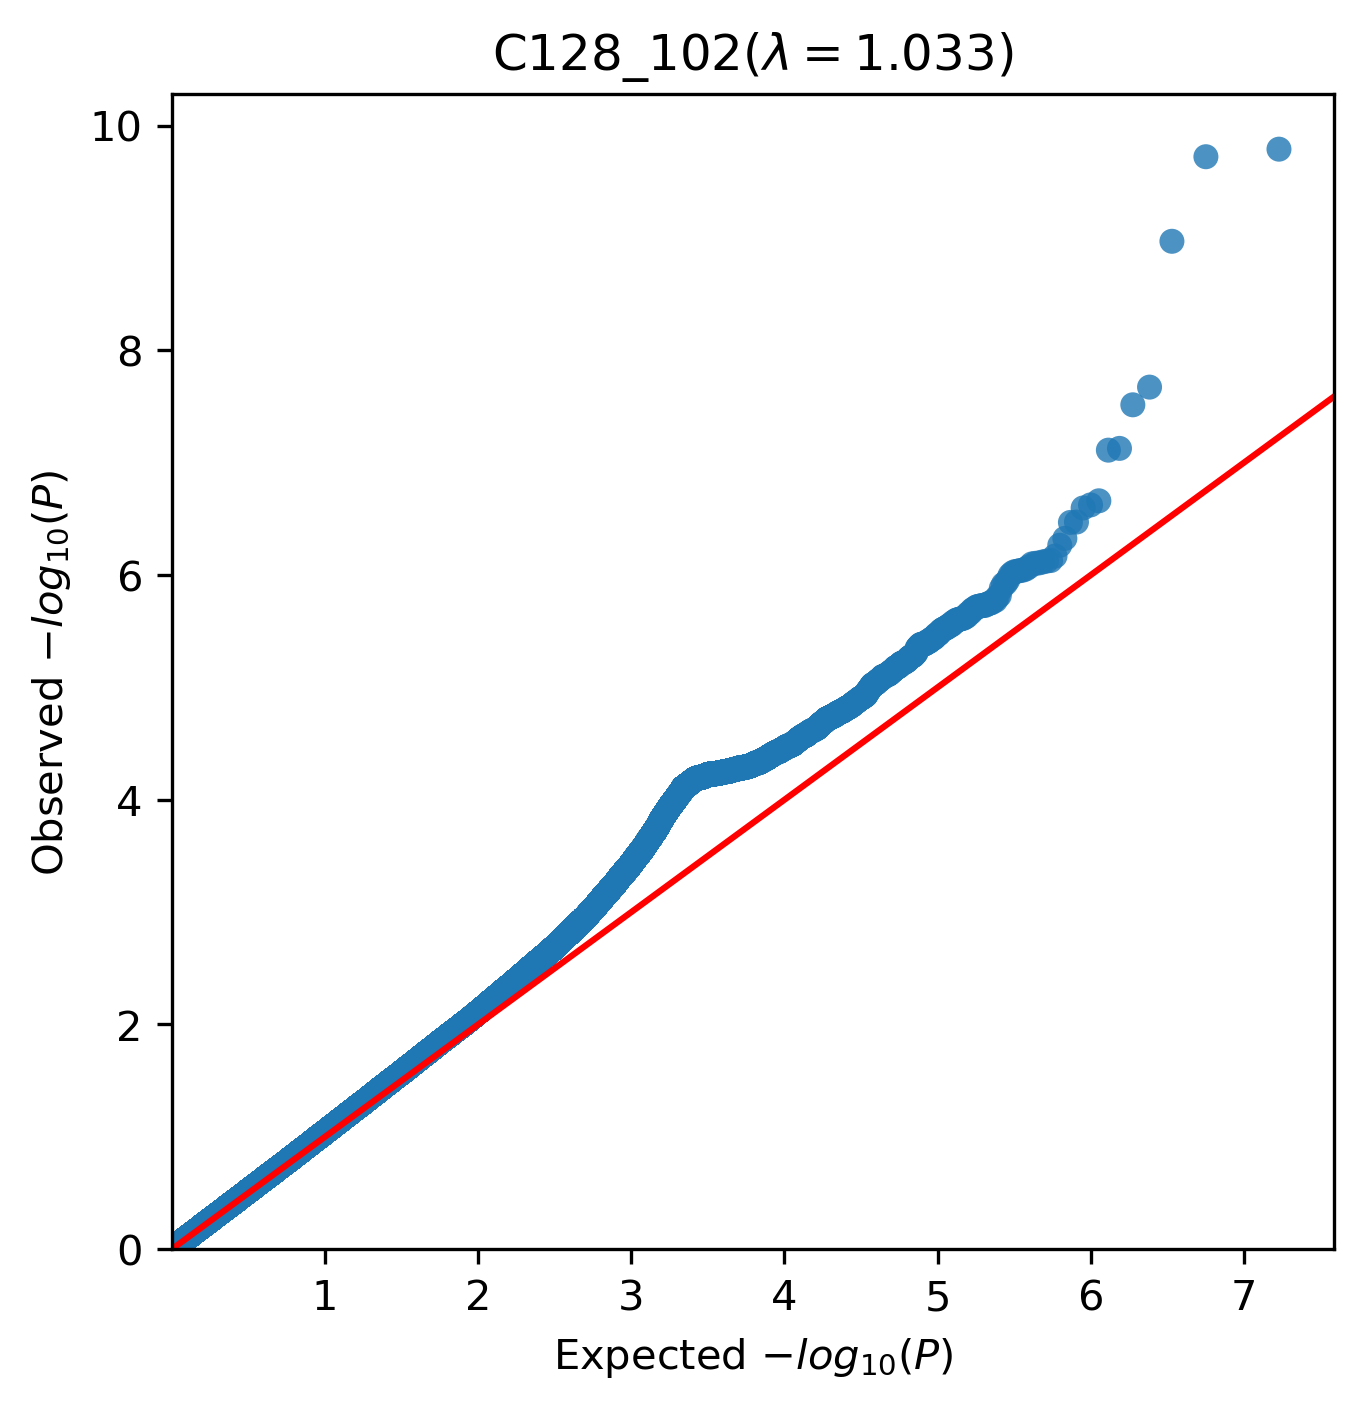 C128_102(λ = 1.033)
10
8
6
4
2
0
Observed −log₁₀(P)
1 2 3 4 5 6 7
Expected −log₁₀(P)